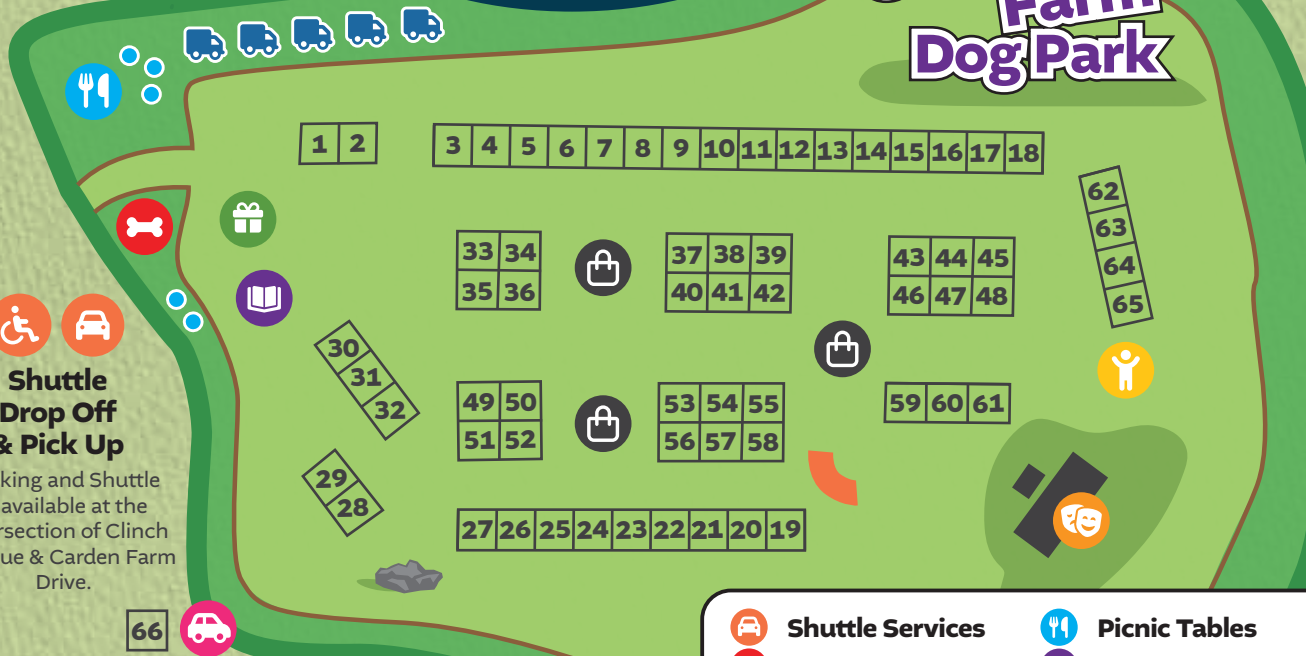 Farm
Dog Park
1 2
3 4 5 6 7 8 9 10 11 12 13 14 15 16 17 18
62
63
64
65
33 34
35 36
37 38 39
40 41 42
43 44 45
46 47 48
30
31
32
49 50
51 52
53 54 55
56 57 58
59 60 61
29
28
27 26 25 24 23 22 21 20 19
Shuttle
Drop Off
& Pick Up
and Shuttle
available at the
of Clinch
& Carden Farm
Drive.
66
Shuttle Services
Picnic Tables